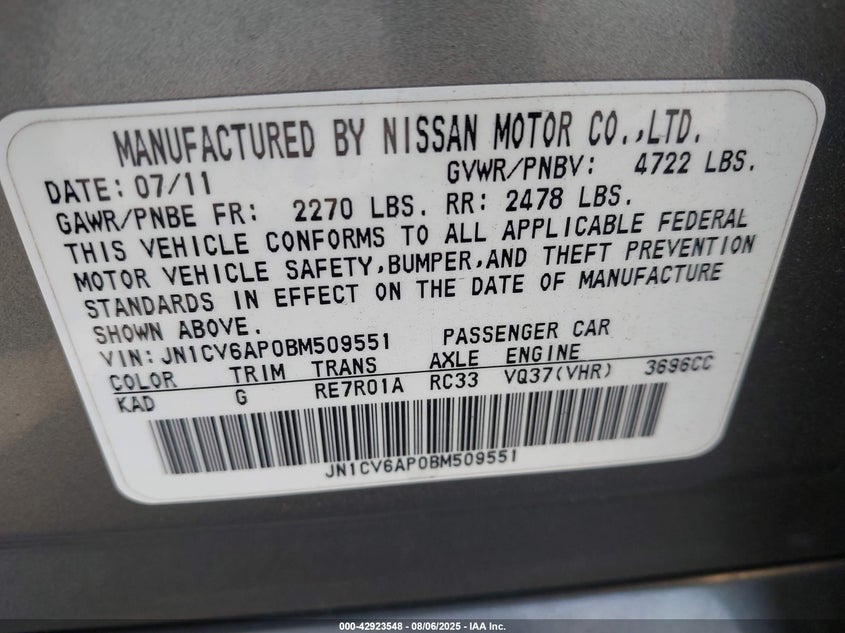 MANUFACTURED BY NISSAN MOTOR CO.,LTD.
DATE: 07/11 GVWR/PNBV: 4722 LBS.
GAWR/PNBE FR: 2270 LBS. RR: 2478 LBS.
THIS VEHICLE CONFORMS TO ALL APPLICABLE FEDERAL
MOTOR VEHICLE SAFETY,BUMPER,AND THEFT PREVENTION
STANDARDS IN EFFECT ON THE DATE OF MANUFACTURE
SHOWN ABOVE.
VIN: JN1CV6AP0BM509551 PASSENGER CAR
COLOR TRIM TRANS AXLE ENGINE
KAD G RE7R01A RC33 VQ37(VHR) 3696CC
JN1CV6AP0BM509551
000-42923548 - 08/06/2025 - IAA Inc.